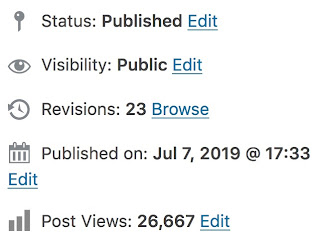 Status: Published Edit
Visibility: Public Edit
Revisions: 23 Browse
Published on: Jul 7, 2019 @ 17:33
Edit
Post Views: 26,667 Edit